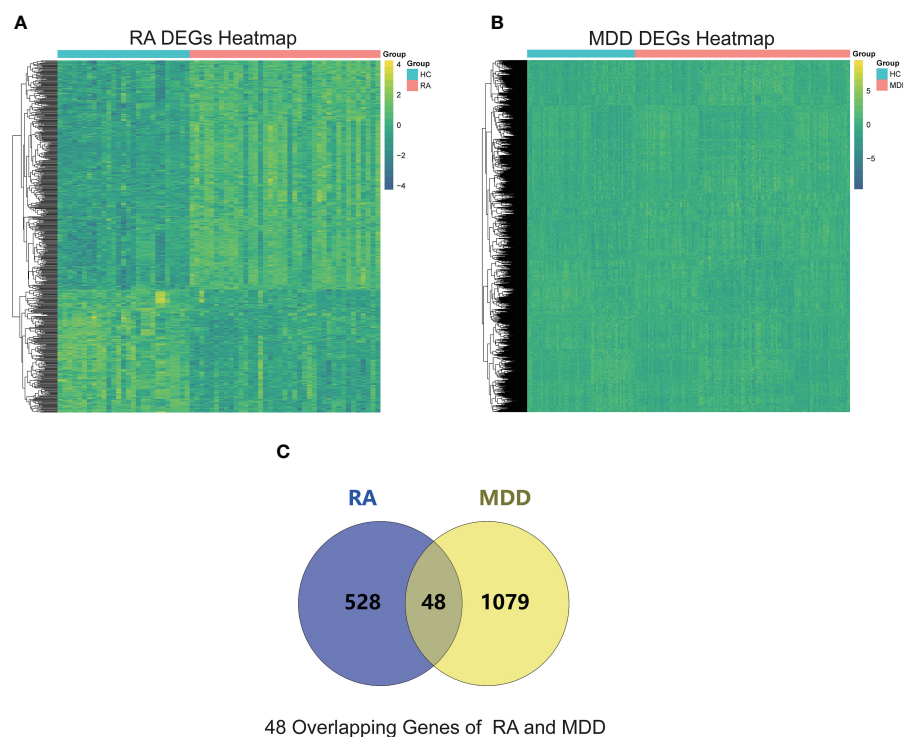 A
RA DEGs Heatmap
Group
Group
HC
RA
4
2
0
−2
−4
B
MDD DEGs Heatmap
Group
Group
HC
MDD
5
0
−5
C
RA
MDD
528
48
1079
48 Overlapping Genes of RA and MDD